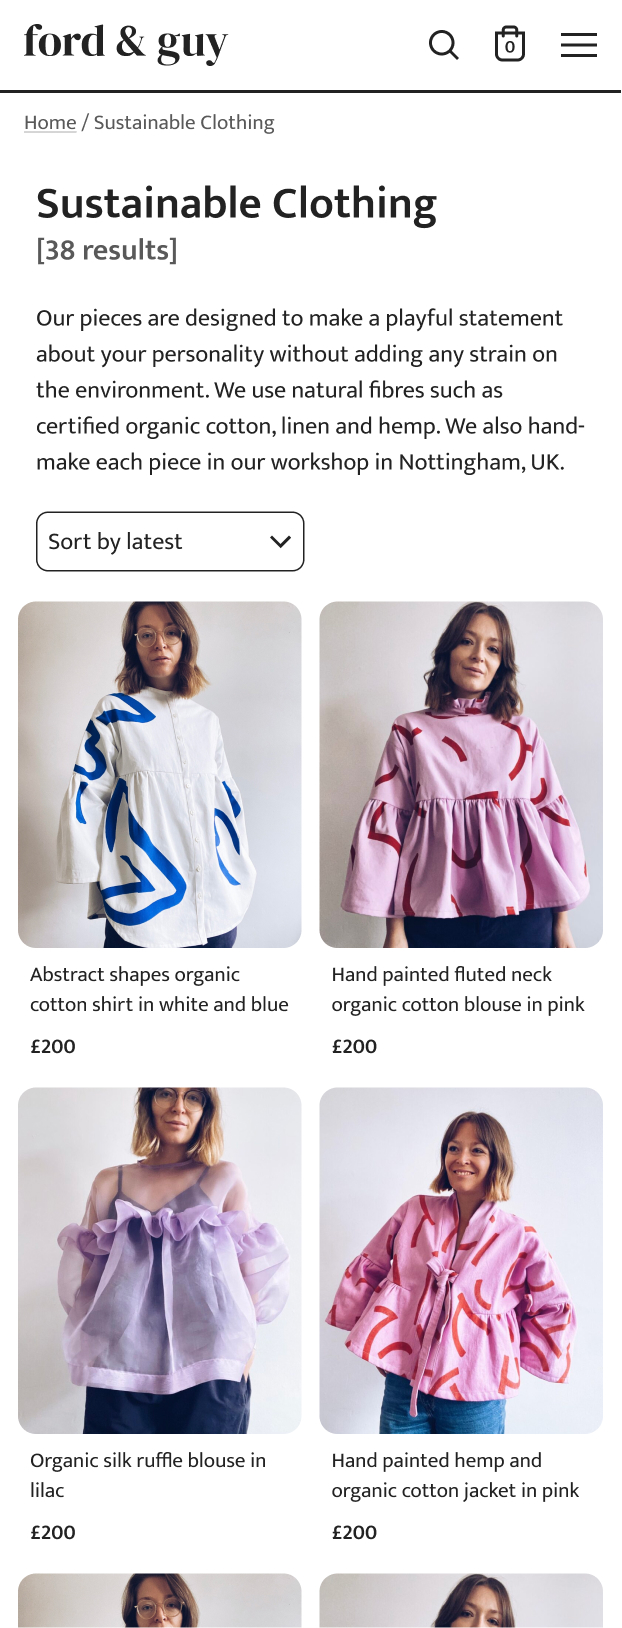 ford & guy
0
Home / Sustainable Clothing
Sustainable Clothing
[38 results]
Our pieces are designed to make a playful statement
about your personality without adding any strain on
the environment. We use natural fibres such as
certified organic cotton, linen and hemp. We also hand-
make each piece in our workshop in Nottingham, UK.
Sort by latest
Abstract shapes organic
cotton shirt in white and blue
£200
Hand painted fluted neck
organic cotton blouse in pink
£200
Organic silk ruffle blouse in
lilac
£200
Hand painted hemp and
organic cotton jacket in pink
£200